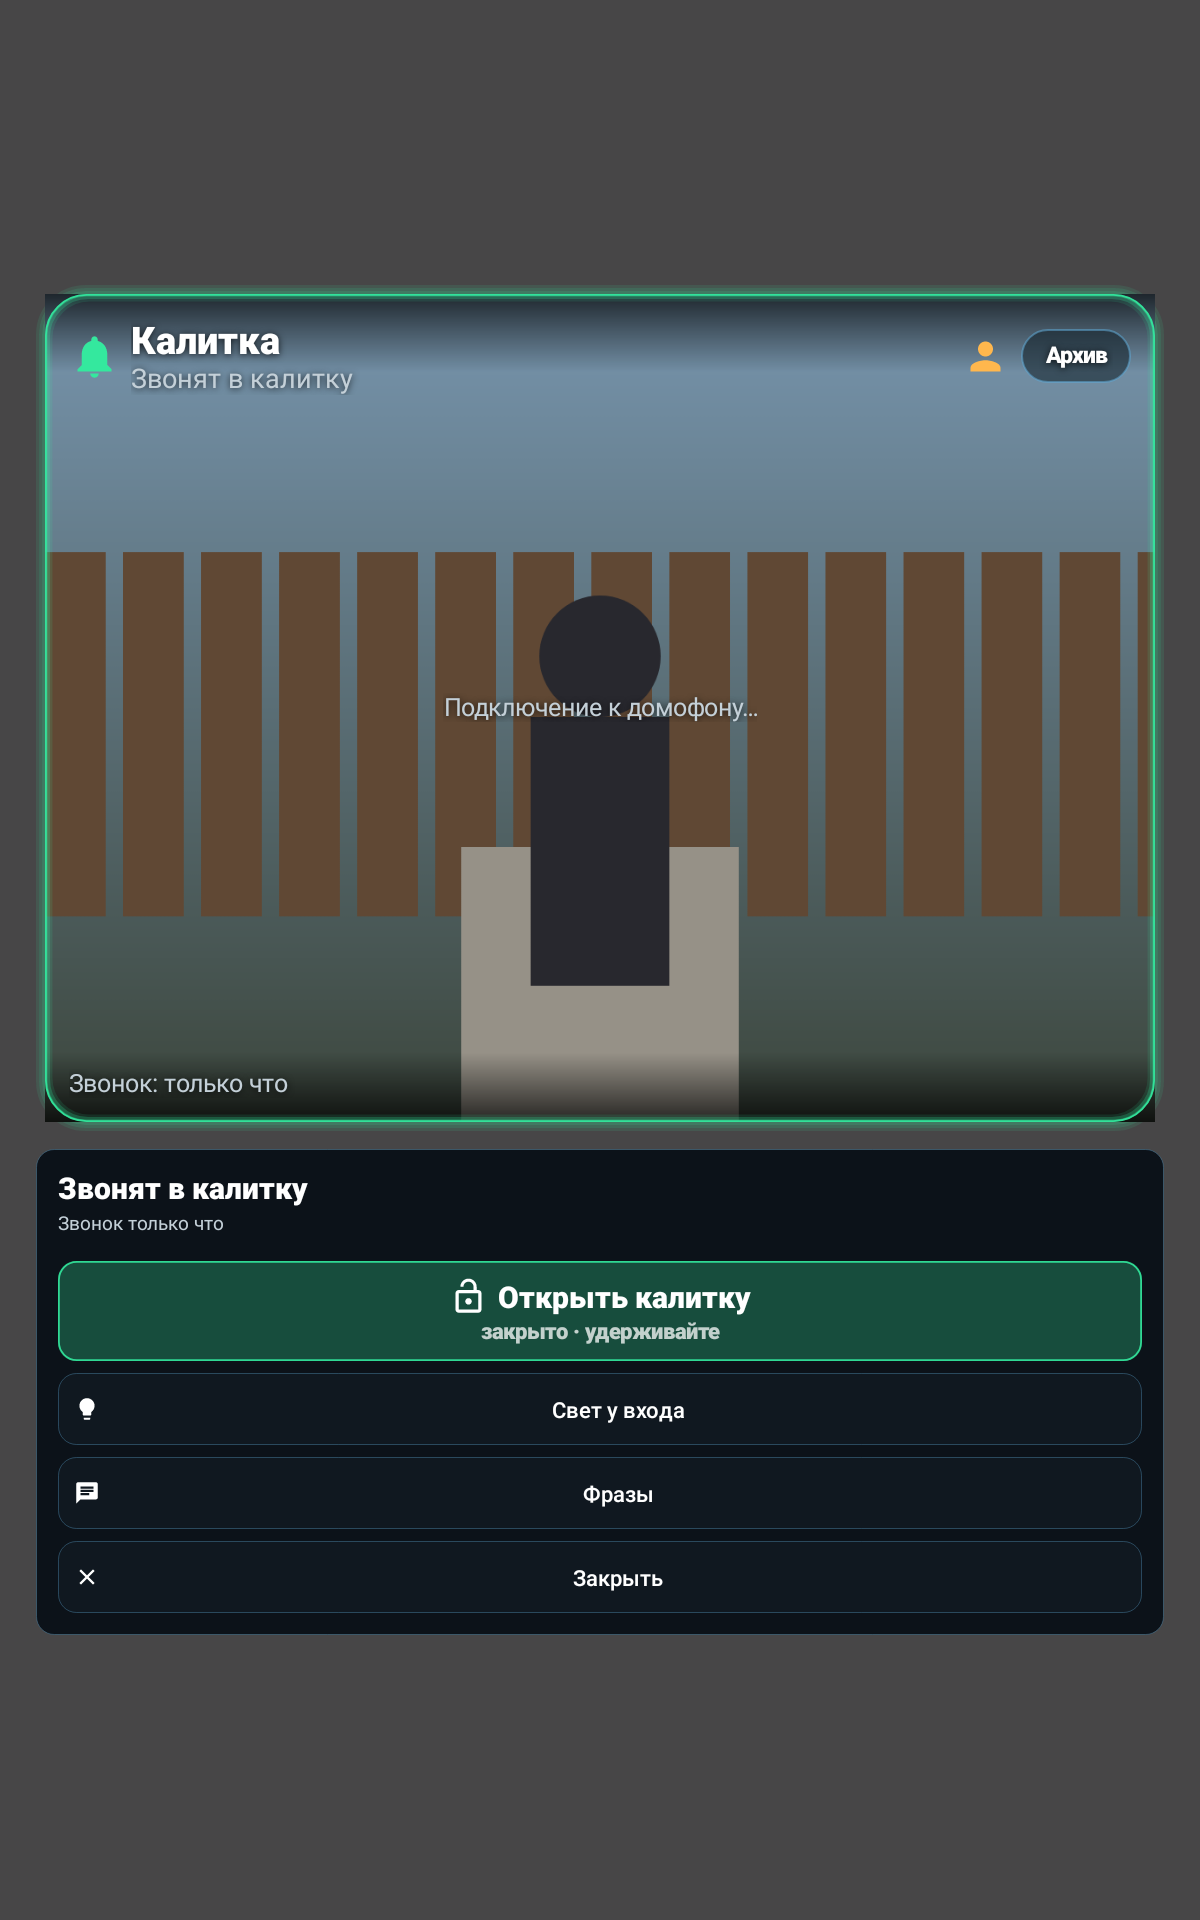 Калитка
Звонят в калитку
Архив
Подключение к домофону...
Звонок: только что
Звонят в калитку
Звонок только что
Открыть калитку
закрыто · удерживайте
Свет у входа
Фразы
Закрыть